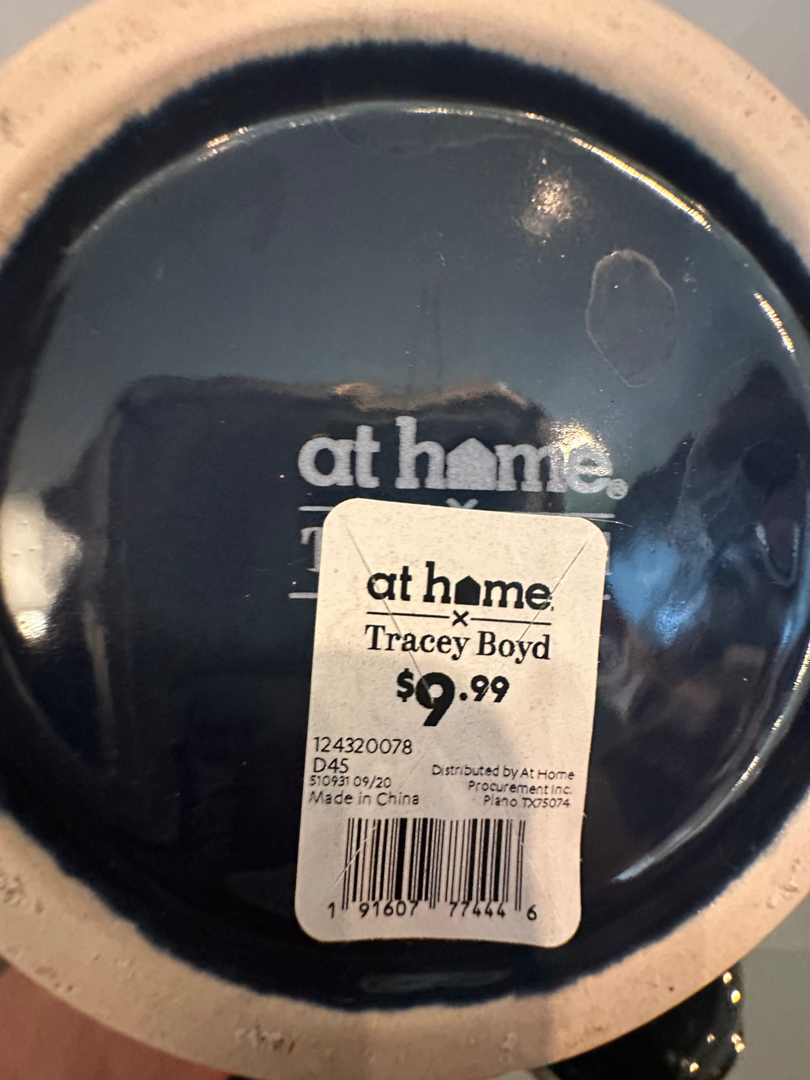 at home®
×
at home
×
Tracey Boyd
$9.99
124320078
D45
510931 09/20
Made in China
Distributed by At Home
Procurement Inc.
Plano TX75074
1 91607 77444 6